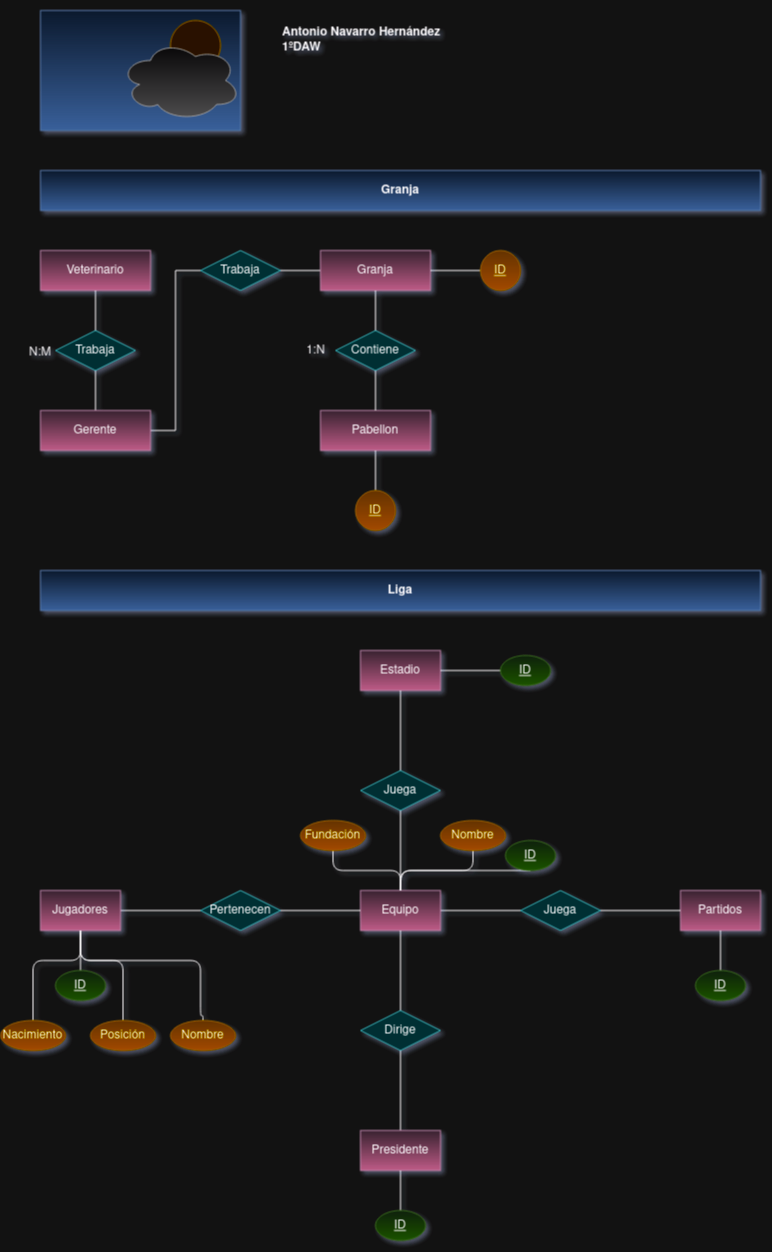 Antonio Navarro Hernández
1ºDAW
Granja
Veterinario
Trabaja
Granja
ID
N:M
Trabaja
1:N
Contiene
Gerente
Pabellon
ID
Liga
Estadio
ID
Juega
Fundación
Nombre
ID
Jugadores
Pertenecen
Equipo
Juega
Partidos
ID
ID
Nacimiento
Posición
Nombre
Dirige
Presidente
ID